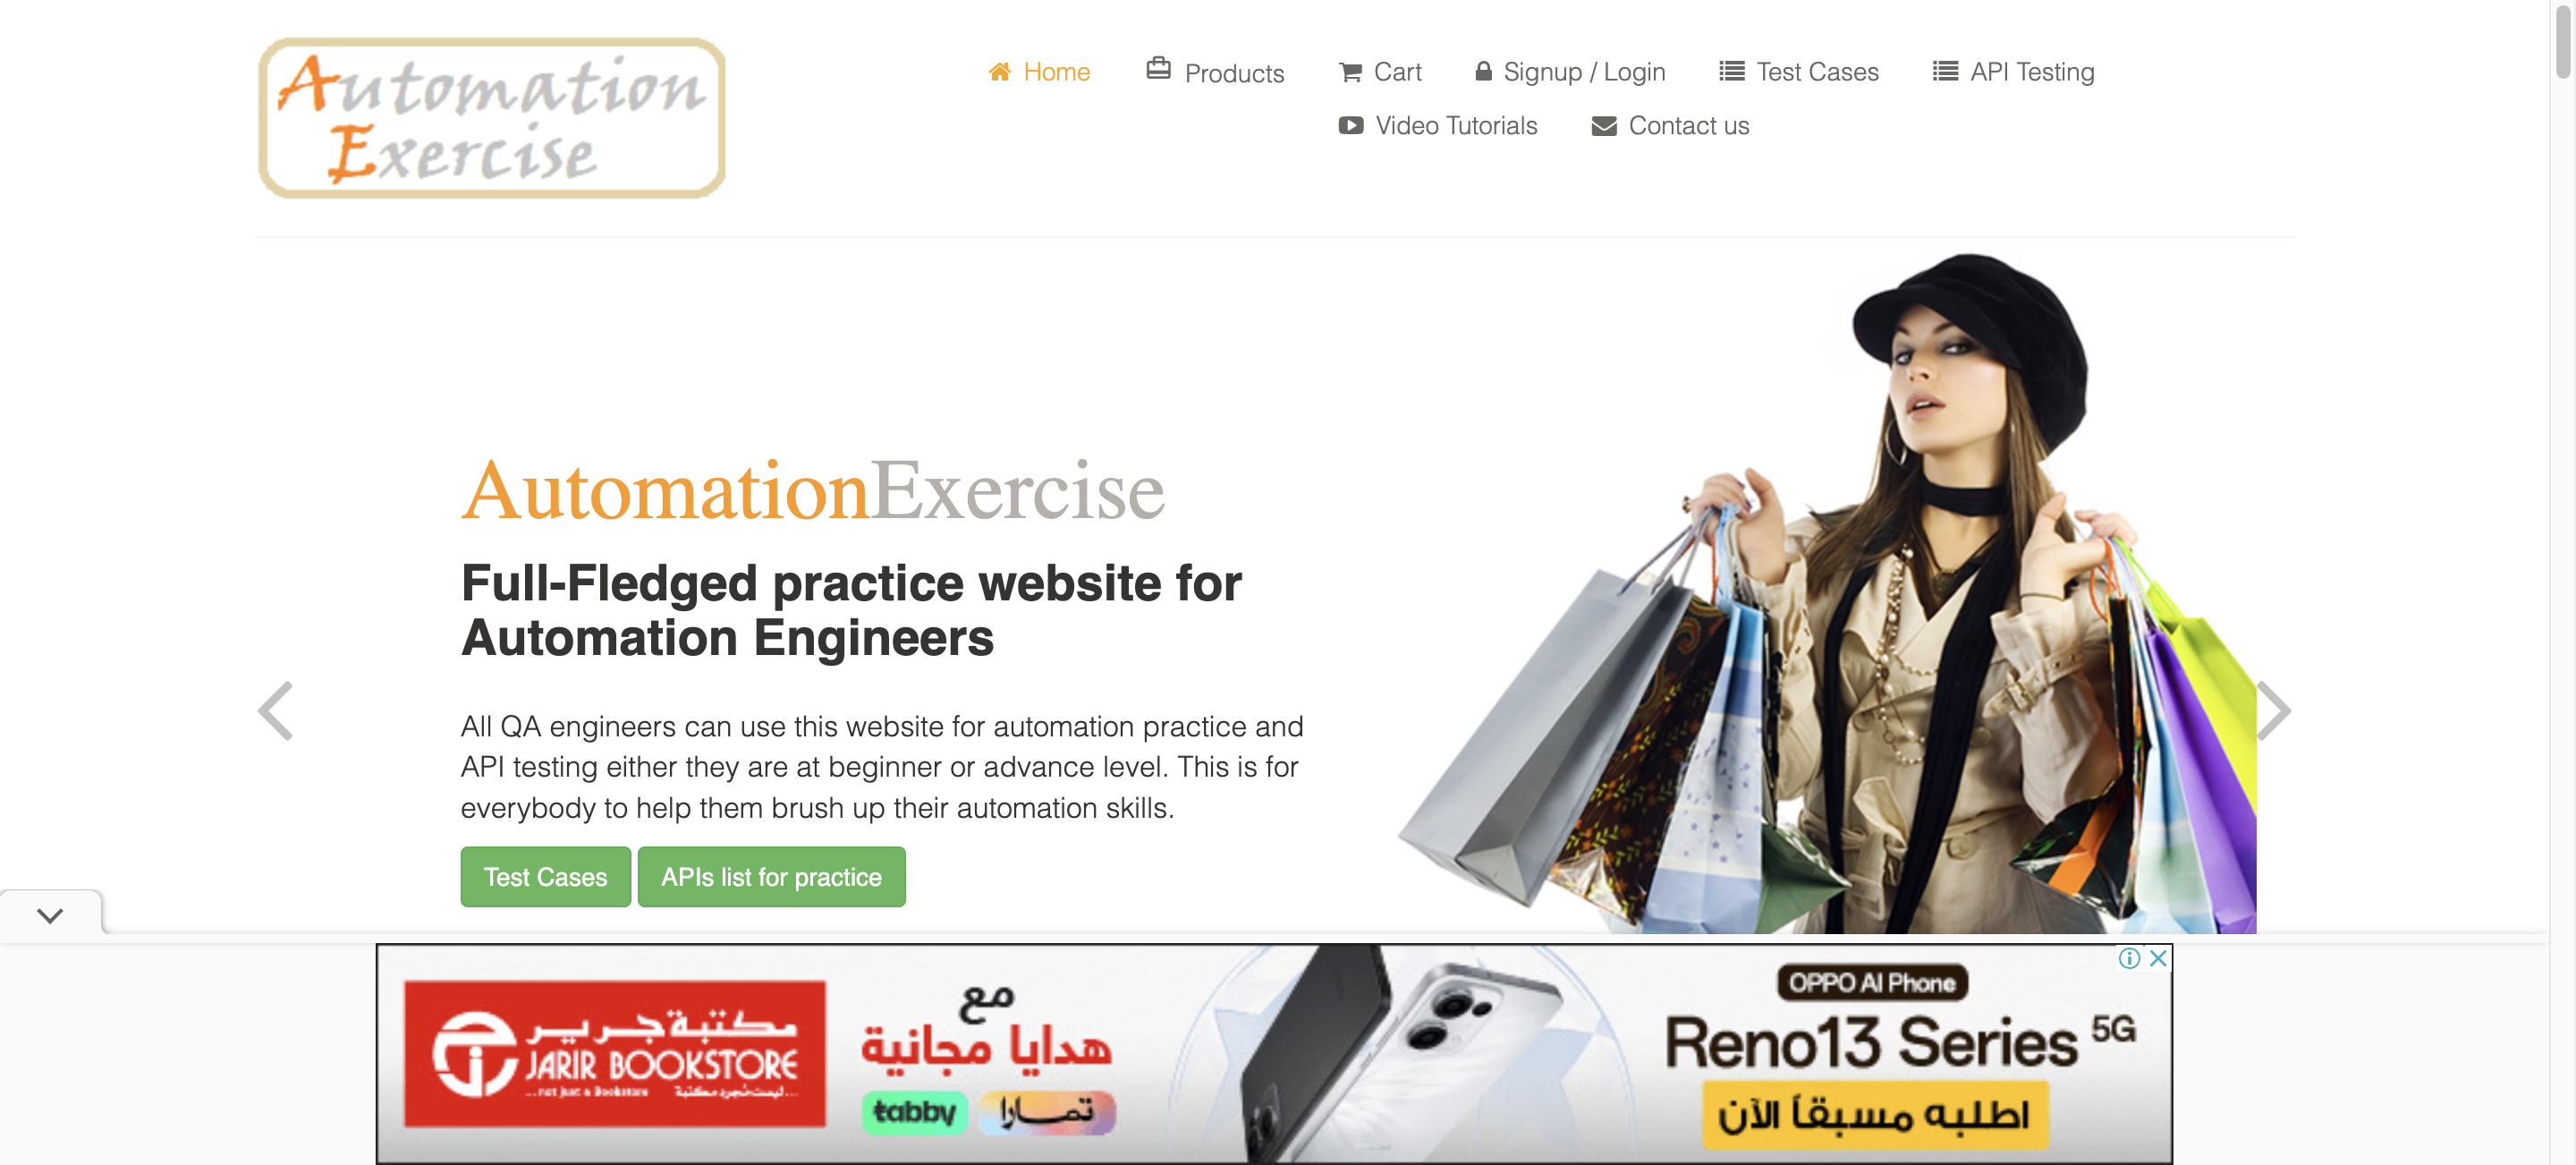 Automation
Exercise
Home
Products
Cart
Signup / Login
Test Cases
API Testing
Video Tutorials
Contact us
AutomationExercise
Full-Fledged practice website for
Automation Engineers
All QA engineers can use this website for automation practice and
API testing either they are at beginner or advance level. This is for
everybody to help them brush up their automation skills.
Test Cases
APIs list for practice
مكتبة جرير
JARIR BOOKSTORE
...not just a Bookstore
ليست مجرد مكتبة...
مع
هدايا مجانية
tabby
تمارا
OPPO AI Phone
Reno13 Series 5G
اطلبه مسبقاً الآن